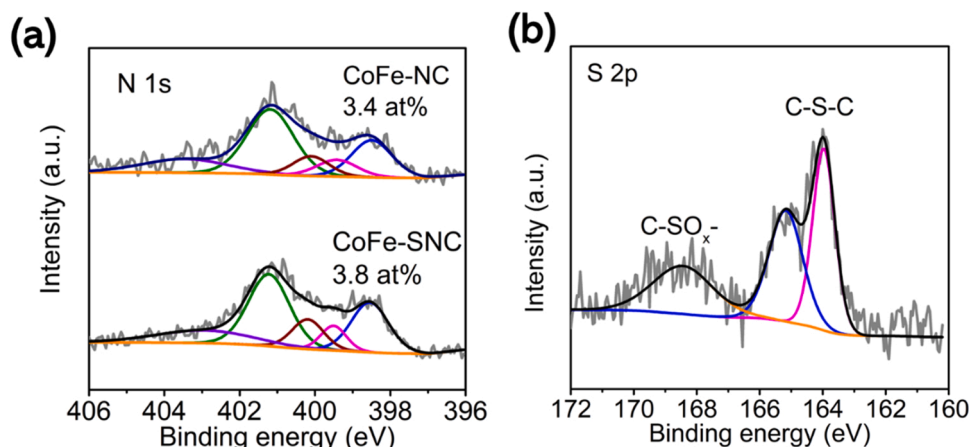 (a)
N 1s
CoFe-NC
3.4 at%
CoFe-SNC
3.8 at%
Intensity (a.u.)
406 404 402 400 398 396
Binding energy (eV)
(b)
S 2p
C-S-C
C-SOₓ-
Intensity (a.u.)
172 170 168 166 164 162 160
Binding energy (eV)